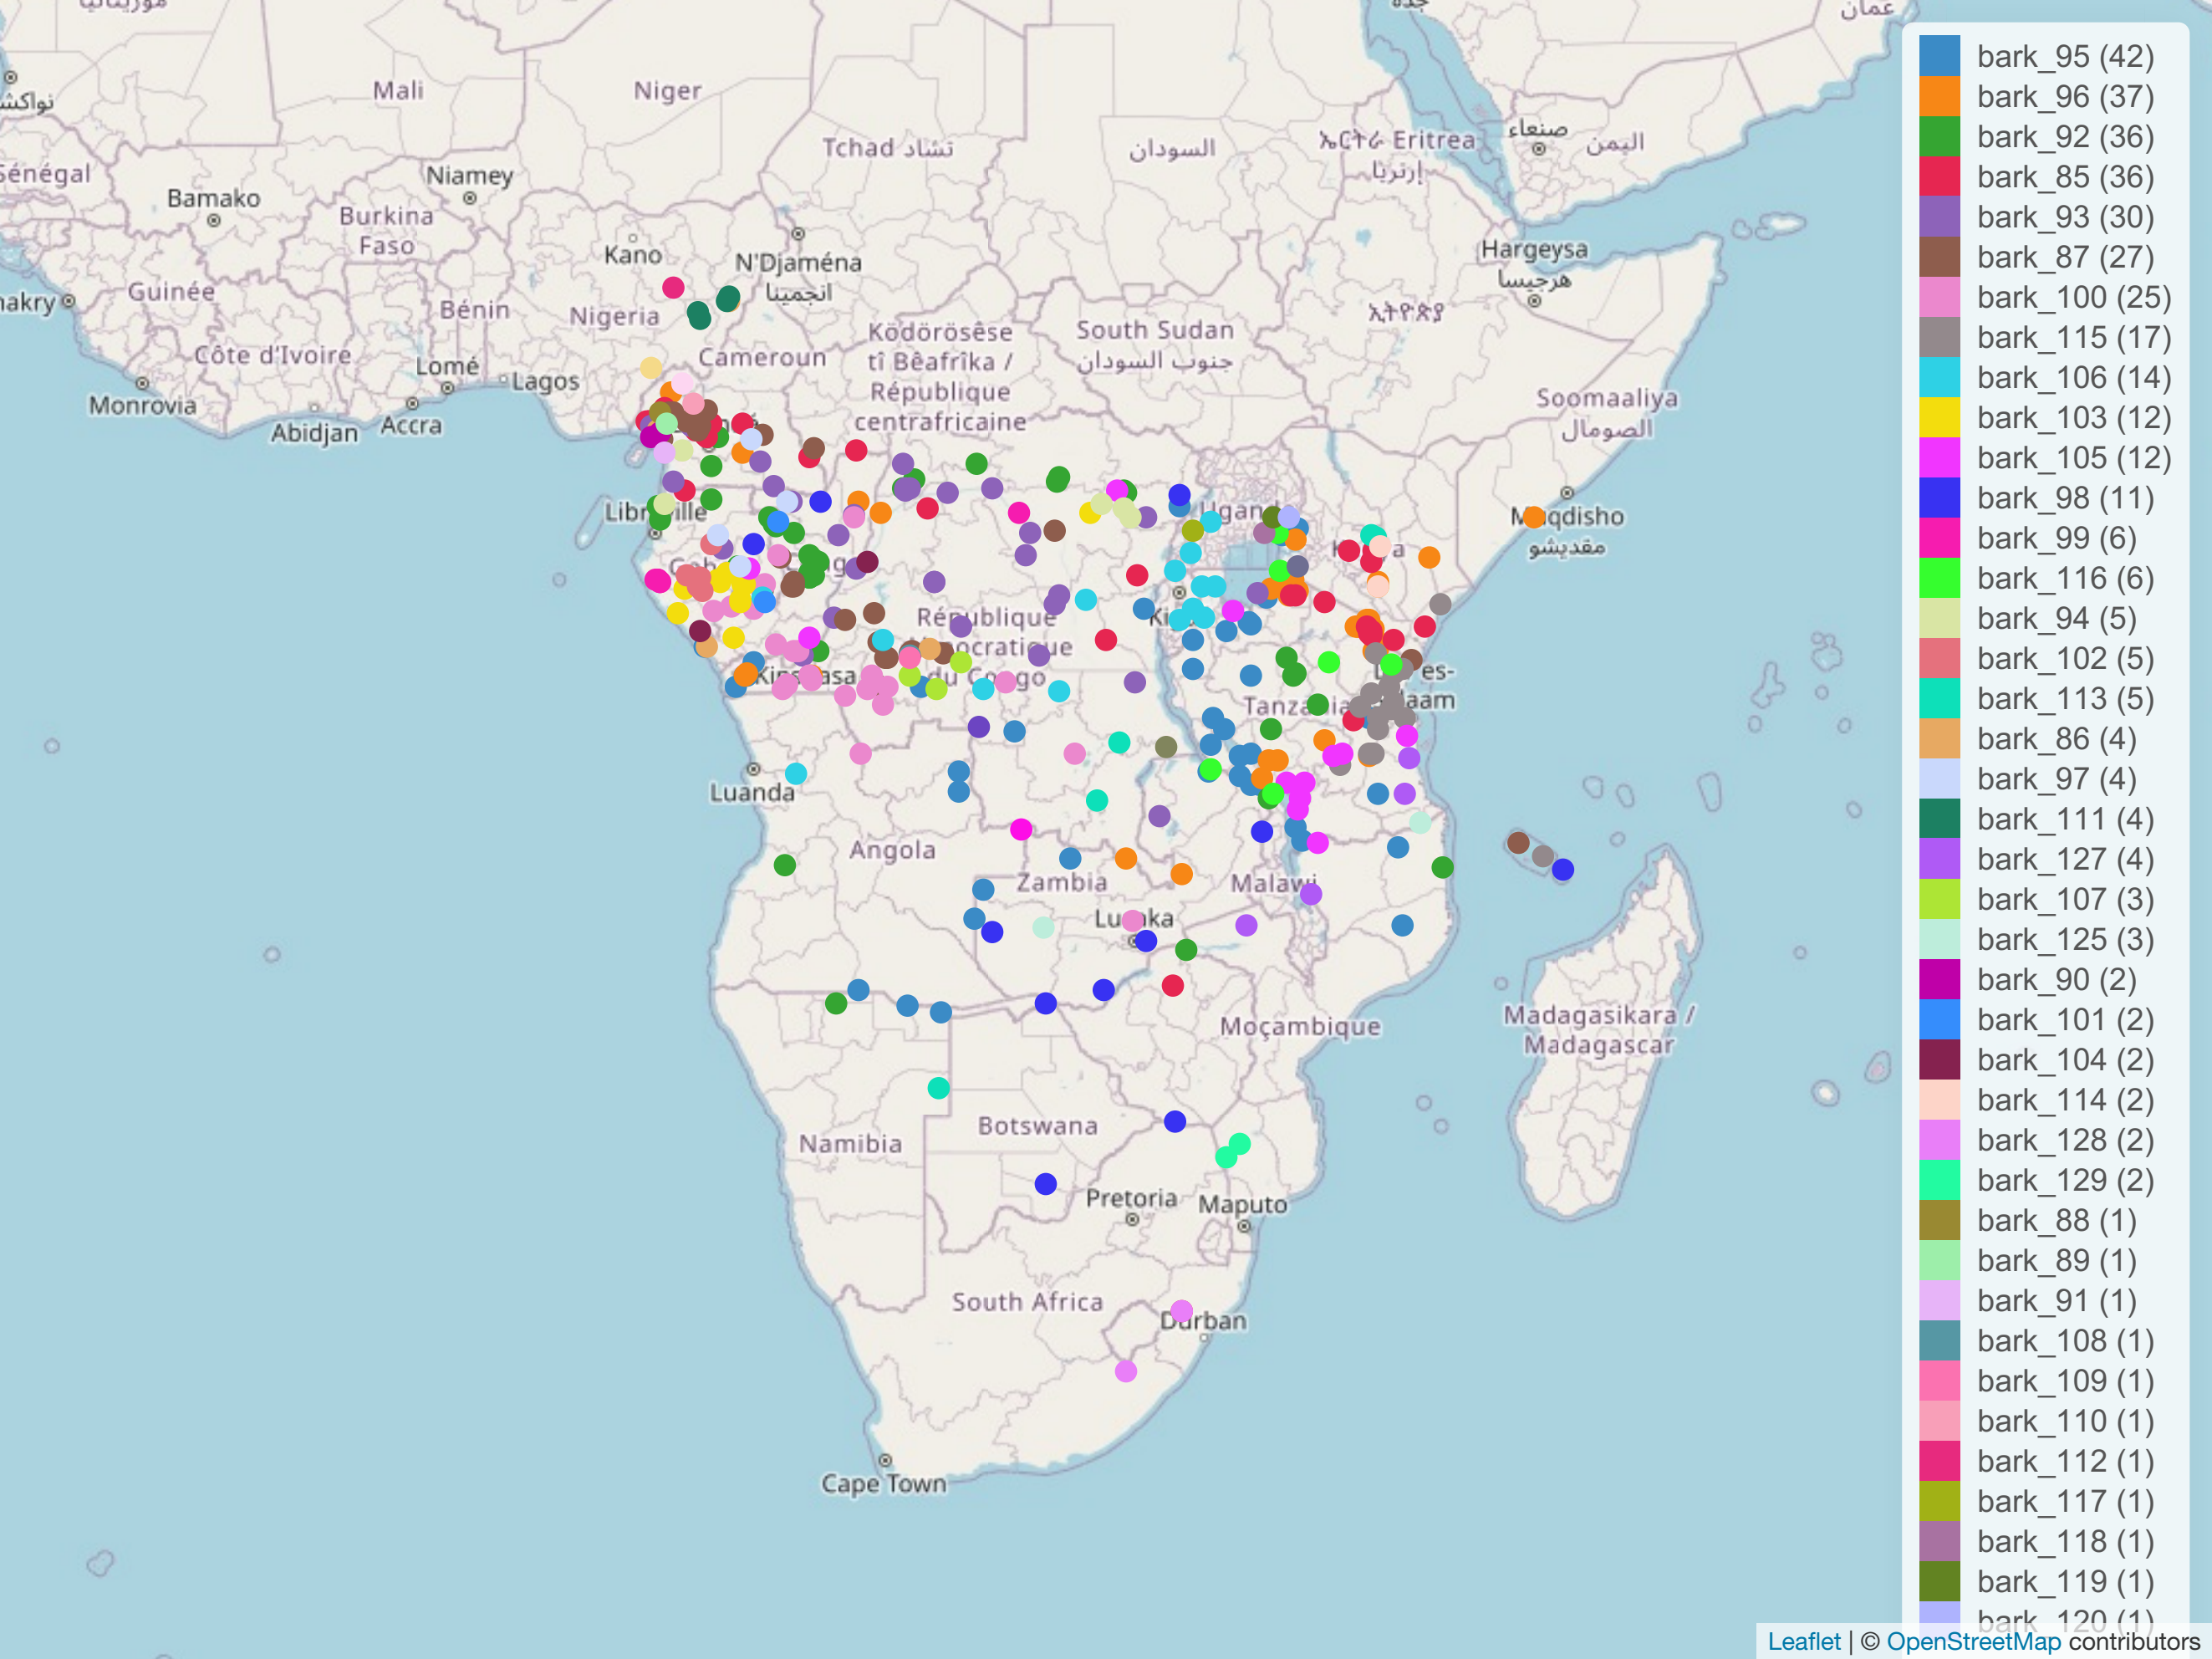 موريتانيا
جدة
عمان
نواكش
Mali
Niger
Tchad تشاد
السودان
ኤርትራ Eritrea
إرتريا
صنعاء
اليمن
Sénégal
Bamako
Niamey
Burkina
Faso
Kano
N'Djaména
انجمينا
Hargeysa
هرجيسا
nakry
Guinée
Bénin
Nigeria
ኢትዮጵያ
Côte d'Ivoire
Lomé
Lagos
Cameroun
Ködörösêse
tî Bêafrîka /
République
centrafricaine
South Sudan
جنوب السودان
Monrovia
Abidjan
Accra
Soomaaliya
الصومال
Muqdisho
مقديشو
République
du Congo
Tanzania
Luanda
Angola
Zambia
Malawi
Lusaka
Moçambique
Madagasikara /
Madagascar
Namibia
Botswana
Pretoria
Maputo
South Africa
Durban
Cape Town
bark_95 (42)
bark_96 (37)
bark_92 (36)
bark_85 (36)
bark_93 (30)
bark_87 (27)
bark_100 (25)
bark_115 (17)
bark_106 (14)
bark_103 (12)
bark_105 (12)
bark_98 (11)
bark_99 (6)
bark_116 (6)
bark_94 (5)
bark_102 (5)
bark_113 (5)
bark_86 (4)
bark_97 (4)
bark_111 (4)
bark_127 (4)
bark_107 (3)
bark_125 (3)
bark_90 (2)
bark_101 (2)
bark_104 (2)
bark_114 (2)
bark_128 (2)
bark_129 (2)
bark_88 (1)
bark_89 (1)
bark_91 (1)
bark_108 (1)
bark_109 (1)
bark_110 (1)
bark_112 (1)
bark_117 (1)
bark_118 (1)
bark_119 (1)
bark_120 (1)
Leaflet | © OpenStreetMap contributors